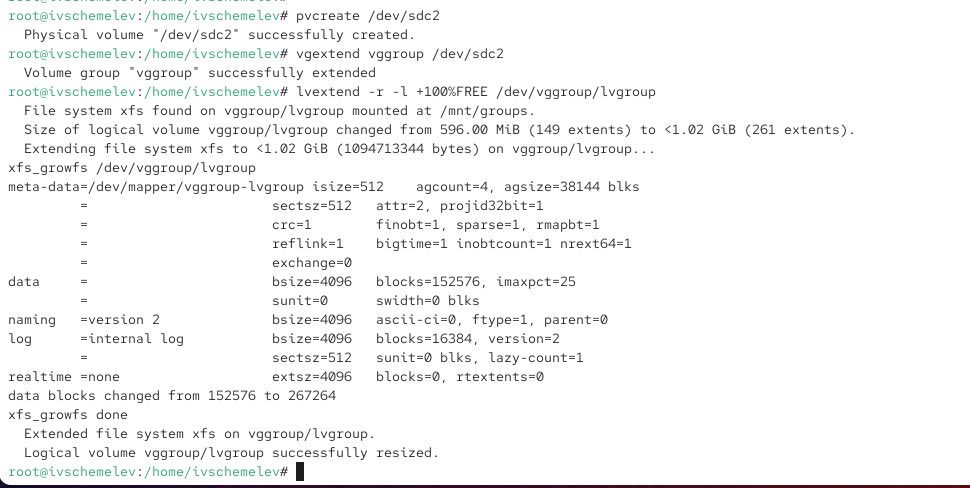 root@ivschemelev:/home/ivschemelev# pvcreate /dev/sdc2
  Physical volume "/dev/sdc2" successfully created.
root@ivschemelev:/home/ivschemelev# vgextend vggroup /dev/sdc2
  Volume group "vggroup" successfully extended
root@ivschemelev:/home/ivschemelev# lvextend -r -l +100%FREE /dev/vggroup/lvgroup
  File system xfs found on vggroup/lvgroup mounted at /mnt/groups.
  Size of logical volume vggroup/lvgroup changed from 596.00 MiB (149 extents) to <1.02 GiB (261 extents).
  Extending file system xfs to <1.02 GiB (1094713344 bytes) on vggroup/lvgroup...
xfs_growfs /dev/vggroup/lvgroup
meta-data=/dev/mapper/vggroup-lvgroup isize=512    agcount=4, agsize=38144 blks
         =                       sectsz=512   attr=2, projid32bit=1
         =                       crc=1        finobt=1, sparse=1, rmapbt=1
         =                       reflink=1    bigtime=1 inobtcount=1 nrext64=1
         =                       exchange=0
data     =                       bsize=4096   blocks=152576, imaxpct=25
         =                       sunit=0      swidth=0 blks
naming   =version 2              bsize=4096   ascii-ci=0, ftype=1, parent=0
log      =internal log           bsize=4096   blocks=16384, version=2
         =                       sectsz=512   sunit=0 blks, lazy-count=1
realtime =none                   extsz=4096   blocks=0, rtextents=0
data blocks changed from 152576 to 267264
xfs_growfs done
  Extended file system xfs on vggroup/lvgroup.
  Logical volume vggroup/lvgroup successfully resized.
root@ivschemelev:/home/ivschemelev#